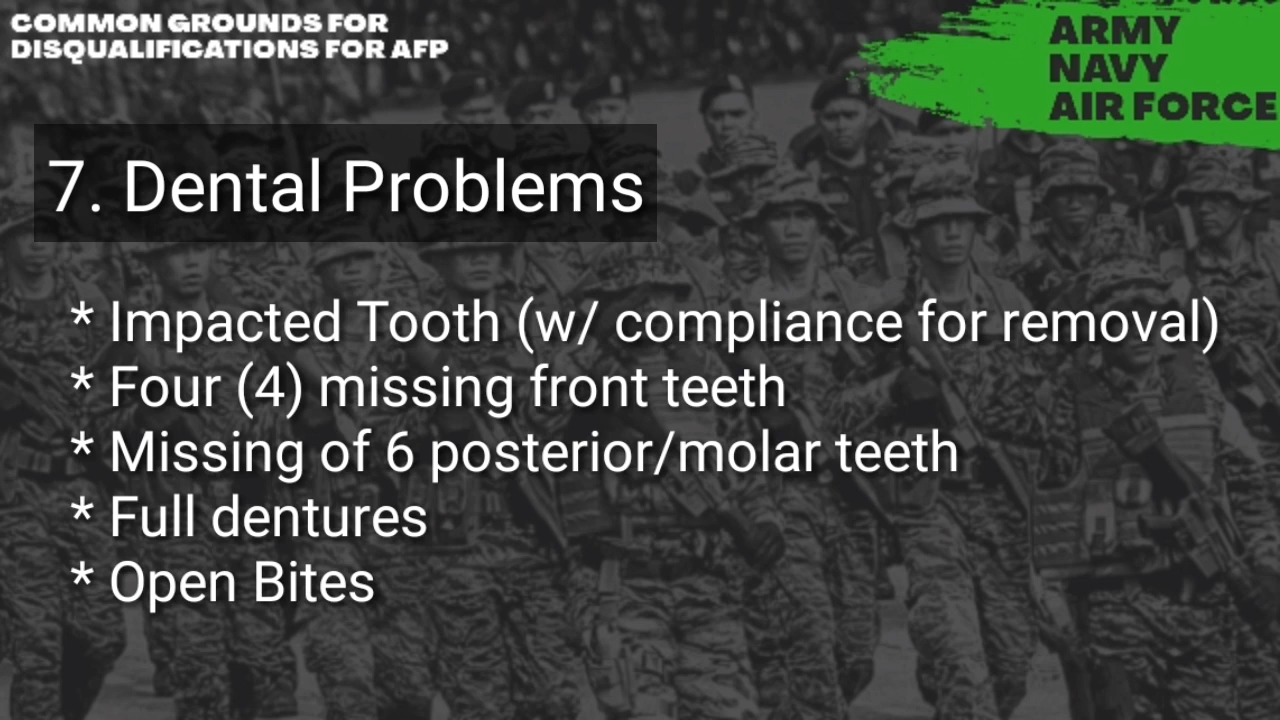 COMMON GROUNDS FOR
DISQUALIFICATIONS FOR AFP
ARMY
NAVY
AIR FORCE
7. Dental Problems
* Impacted Tooth (w/ compliance for removal)
* Four (4) missing front teeth
* Missing of 6 posterior/molar teeth
* Full dentures
* Open Bites